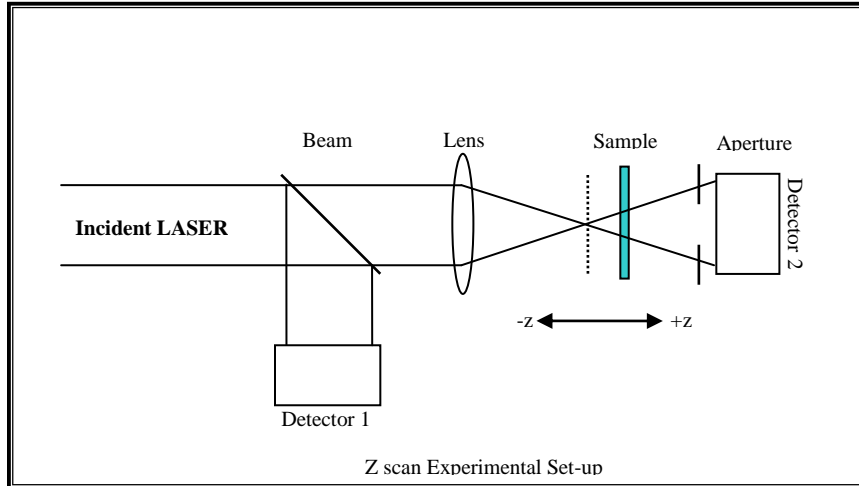 Beam
Lens
Sample
Aperture
Incident LASER
Detector 2
-z
+z
Detector 1
Z scan Experimental Set-up